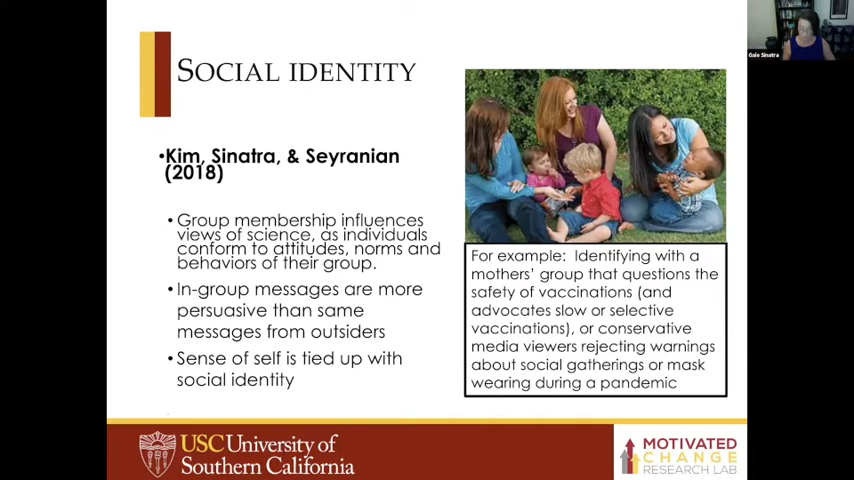 SOCIAL IDENTITY
•Kim, Sinatra, & Seyranian
(2018)
• Group membership influences
views of science, as individuals
conform to attitudes, norms and
behaviors of their group.
• In-group messages are more
persuasive than same
messages from outsiders
• Sense of self is tied up with
social identity
For example: Identifying with a
mothers' group that questions the
safety of vaccinations (and
advocates slow or selective
vaccinations), or conservative
media viewers rejecting warnings
about social gatherings or mask
wearing during a pandemic
USC University of
Southern California
MOTIVATED
CHANGE
RESEARCH LAB
Gale Sinatra